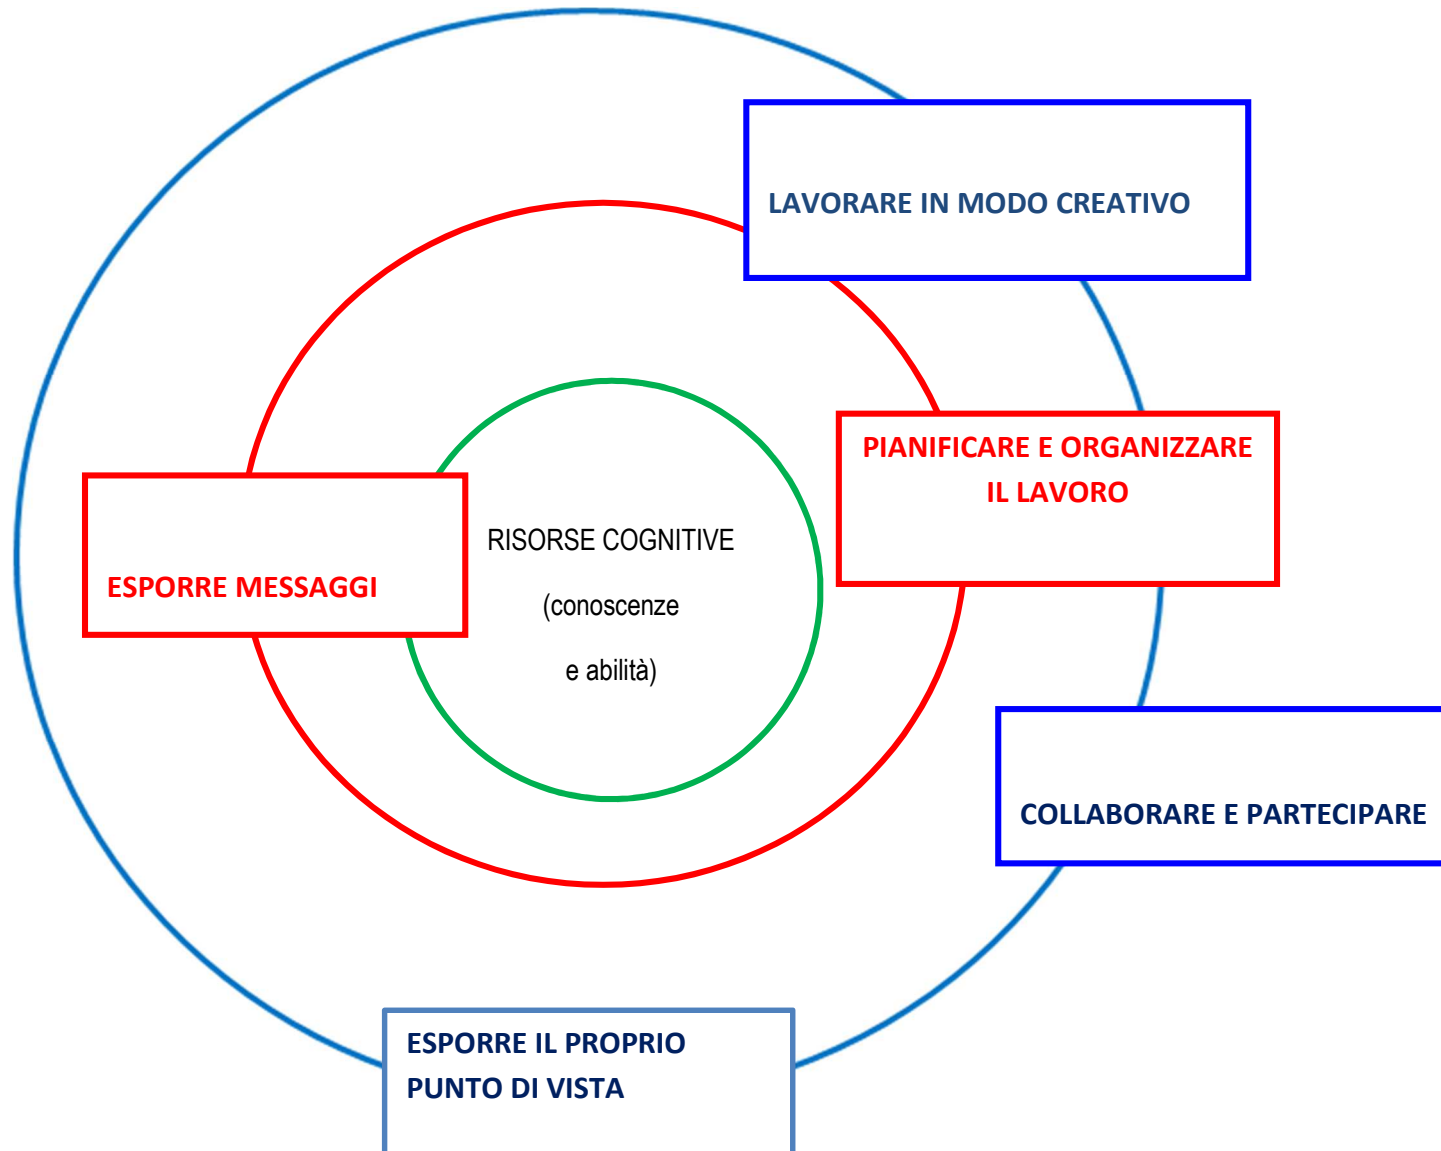 LAVORARE IN MODO CREATIVO
PIANIFICARE E ORGANIZZARE
IL LAVORO
RISORSE COGNITIVE
(conoscenze
e abilità)
ESPORRE MESSAGGI
COLLABORARE E PARTECIPARE
ESPORRE IL PROPRIO
PUNTO DI VISTA